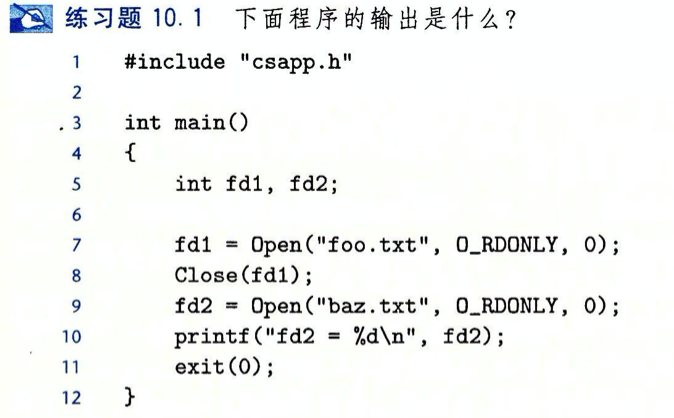 练习题 10.1 下面程序的输出是什么?
1 #include "csapp.h"
2
3 int main()
4 {
5 int fd1, fd2;
6
7 fd1 = Open("foo.txt", O_RDONLY, 0);
8 Close(fd1);
9 fd2 = Open("baz.txt", O_RDONLY, 0);
10 printf("fd2 = %d\n", fd2);
11 exit(0);
12 }